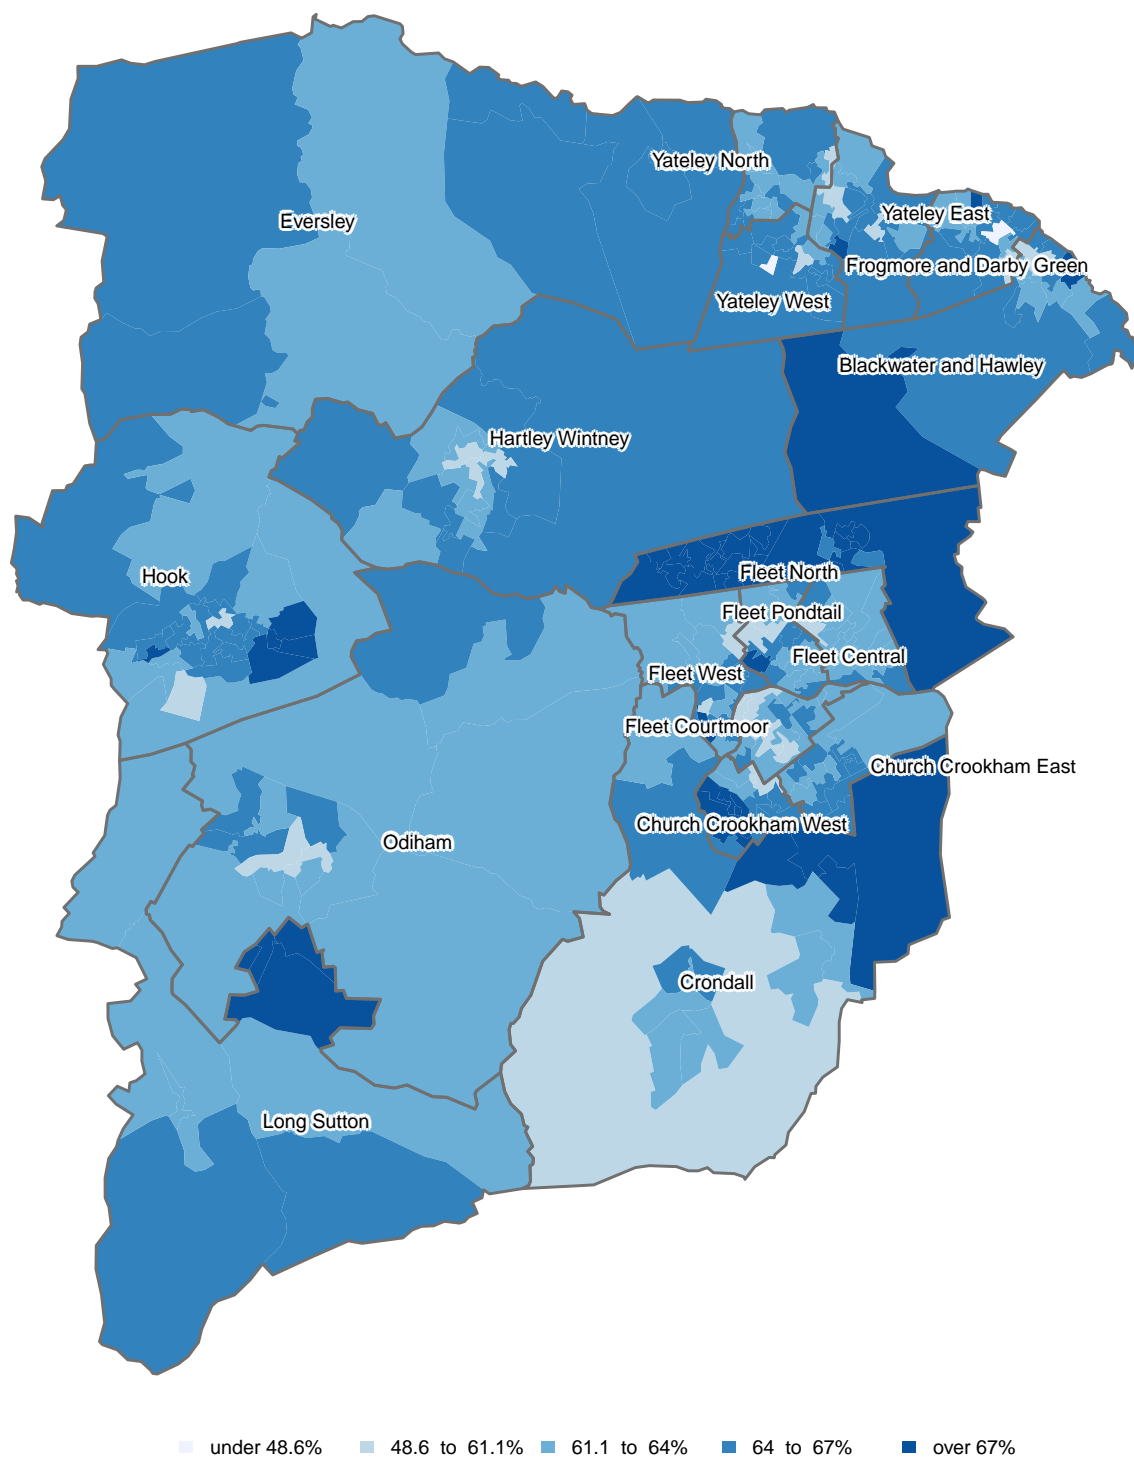 Yateley North
Eversley
Yateley East
Frogmore and Darby Green
Yateley West
Blackwater and Hawley
Hartley Wintney
Hook
Fleet North
Fleet Pondtail
Fleet Central
Fleet West
Fleet Courtmoor
Church Crookham East
Church Crookham West
Odiham
Crondall
Long Sutton
under 48.6% 48.6 to 61.1% 61.1 to 64% 64 to 67% over 67%